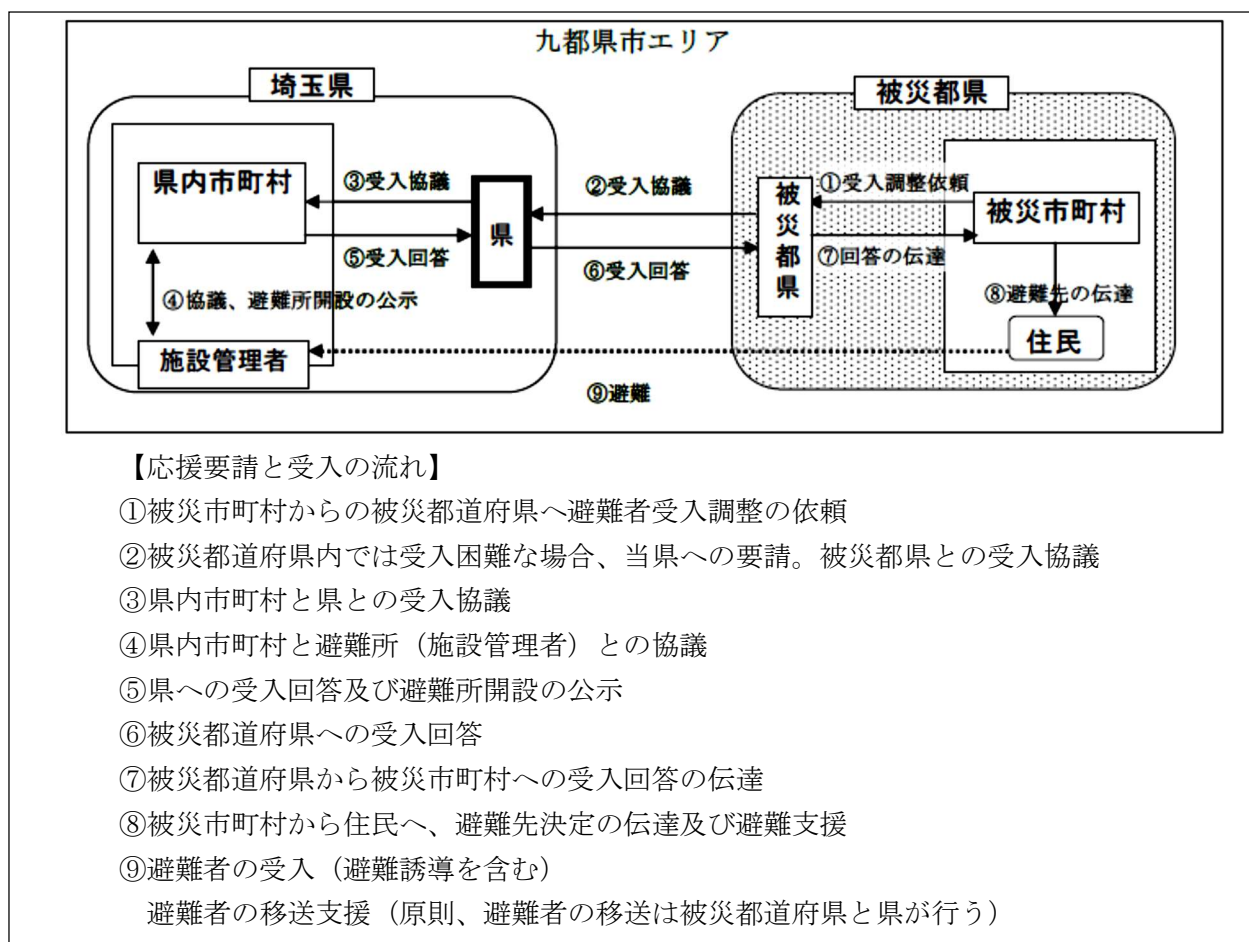 九都県市エリア
埼玉県
被災都県
県内市町村
③受入協議
②受入協議
①受入調整依頼
県
被災都県
被災市町村
⑤受入回答
⑥受入回答
⑦回答の伝達
④協議、避難所開設の公示
⑧避難先の伝達
施設管理者
住民
⑨避難
【応援要請と受入の流れ】
①被災市町村からの被災都道府県へ避難者受入調整の依頼
②被災都道府県内では受入困難な場合、当県への要請。被災都県との受入協議
③県内市町村と県との受入協議
④県内市町村と避難所（施設管理者）との協議
⑤県への受入回答及び避難所開設の公示
⑥被災都道府県への受入回答
⑦被災都道府県から被災市町村への受入回答の伝達
⑧被災市町村から住民へ、避難先決定の伝達及び避難支援
⑨避難者の受入（避難誘導を含む）
避難者の移送支援（原則、避難者の移送は被災都道府県と県が行う）